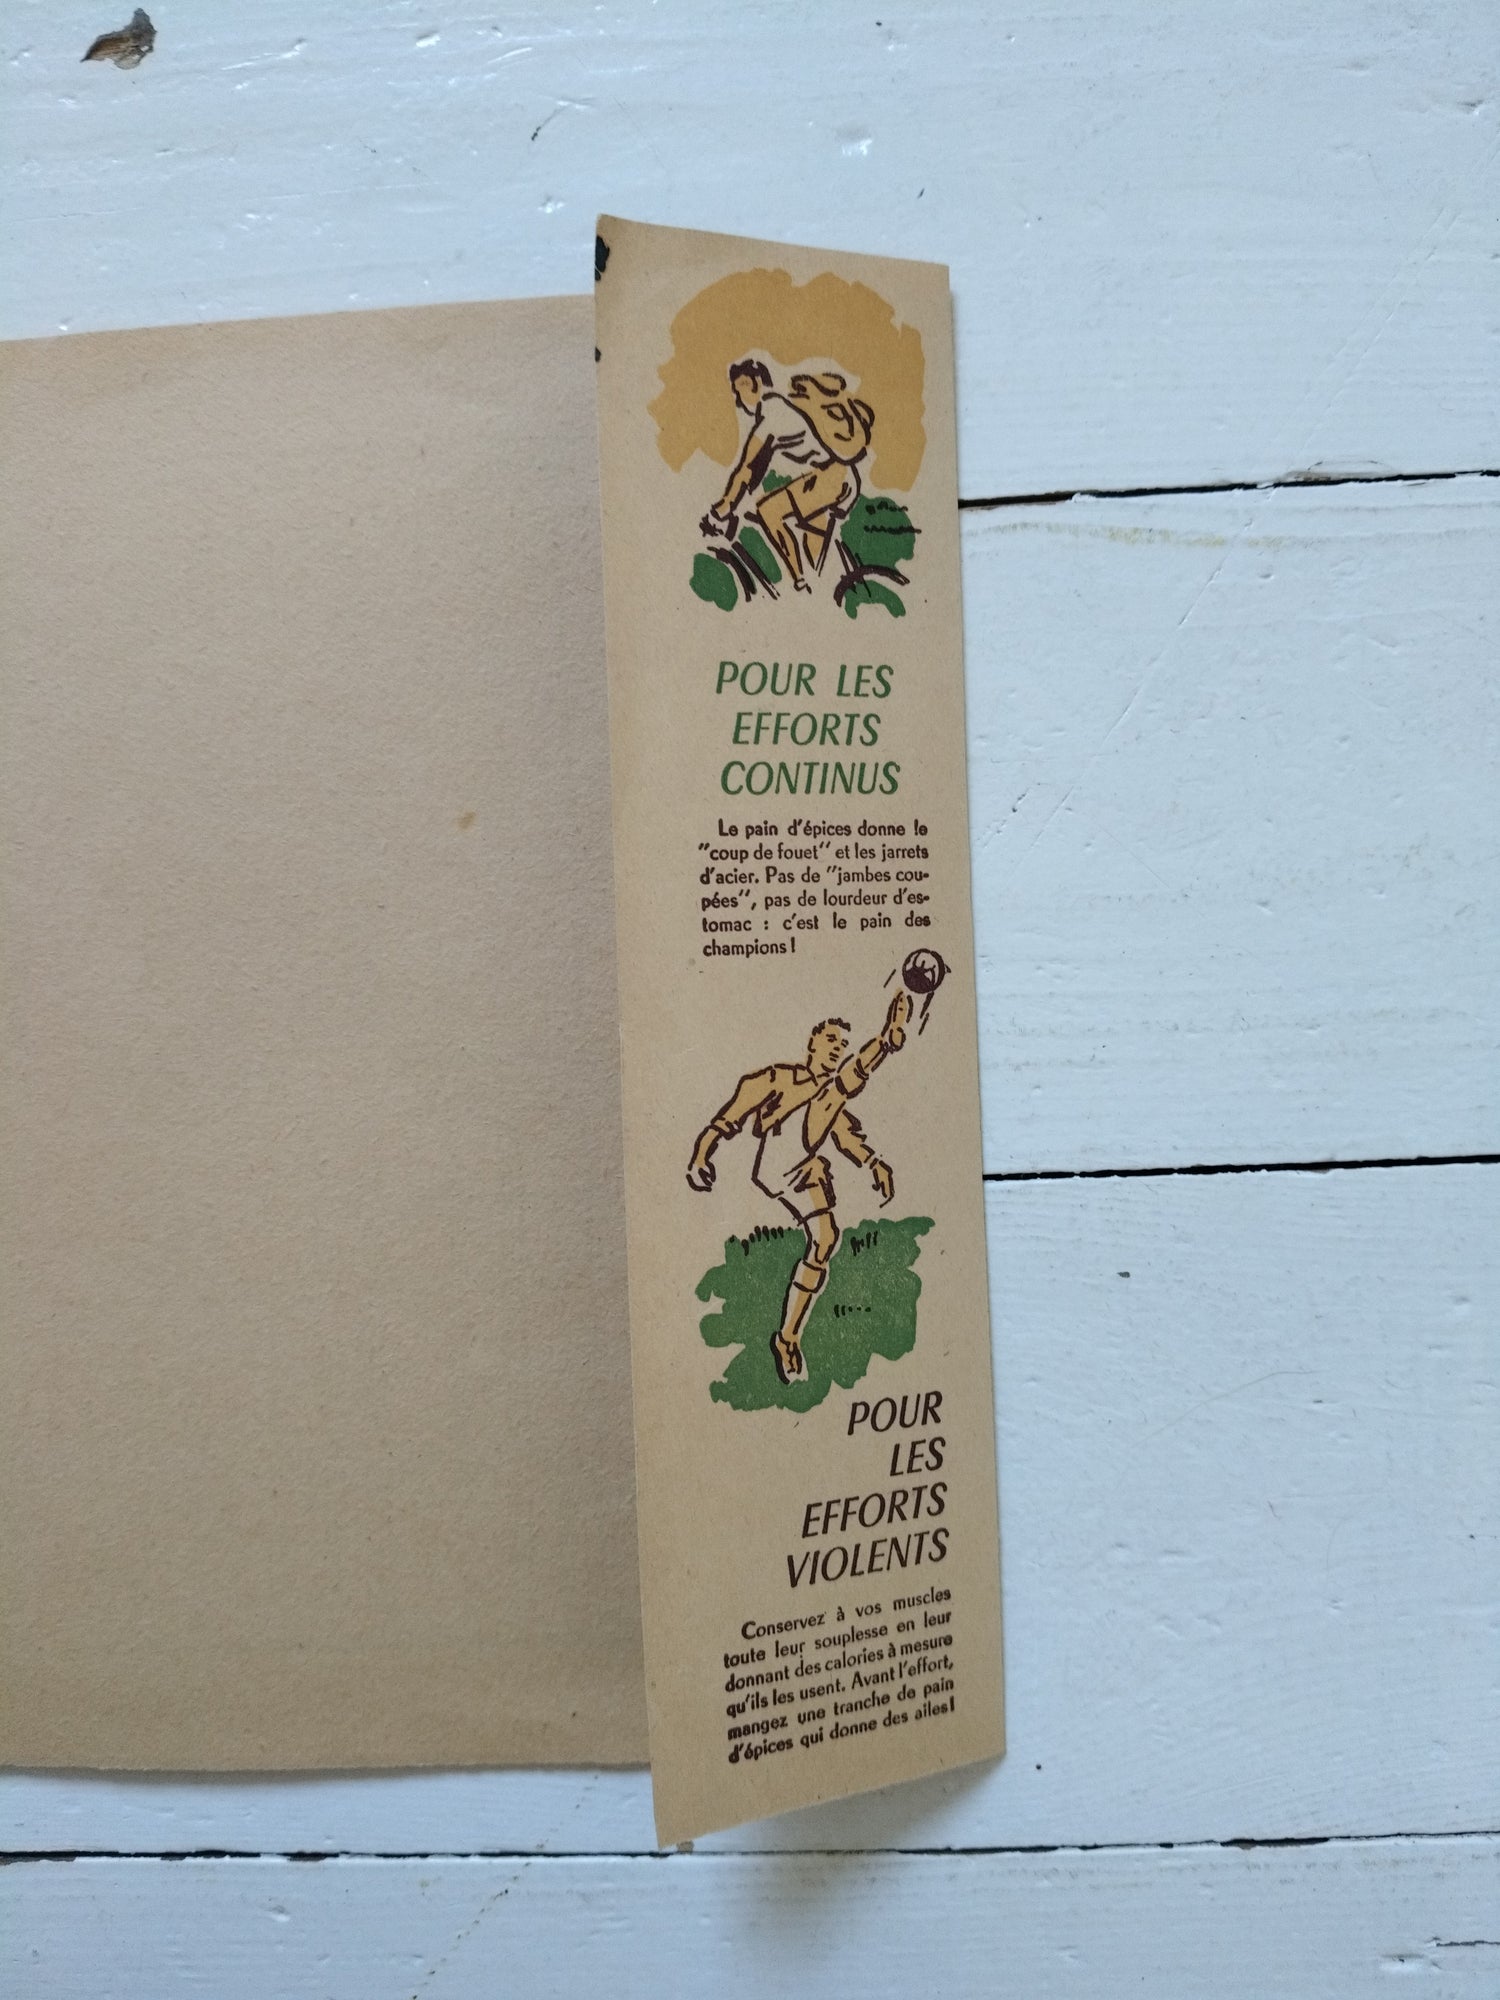 POUR LES
EFFORTS
CONTINUS
Le pain d'épices donne le
"coup de fouet" et les jarrets
d'acier. Pas de "jambes cou-
pées", pas de lourdeur d'es-
tomac : c'est le pain des
champions !
POUR
LES
EFFORTS
VIOLENTS
Conservez à vos muscles
toute leur souplesse en leur
donnant des calories à mesure
qu'ils les usent. Avant l'effort,
mangez une tranche de pain
d'épices qui donne des ailes!